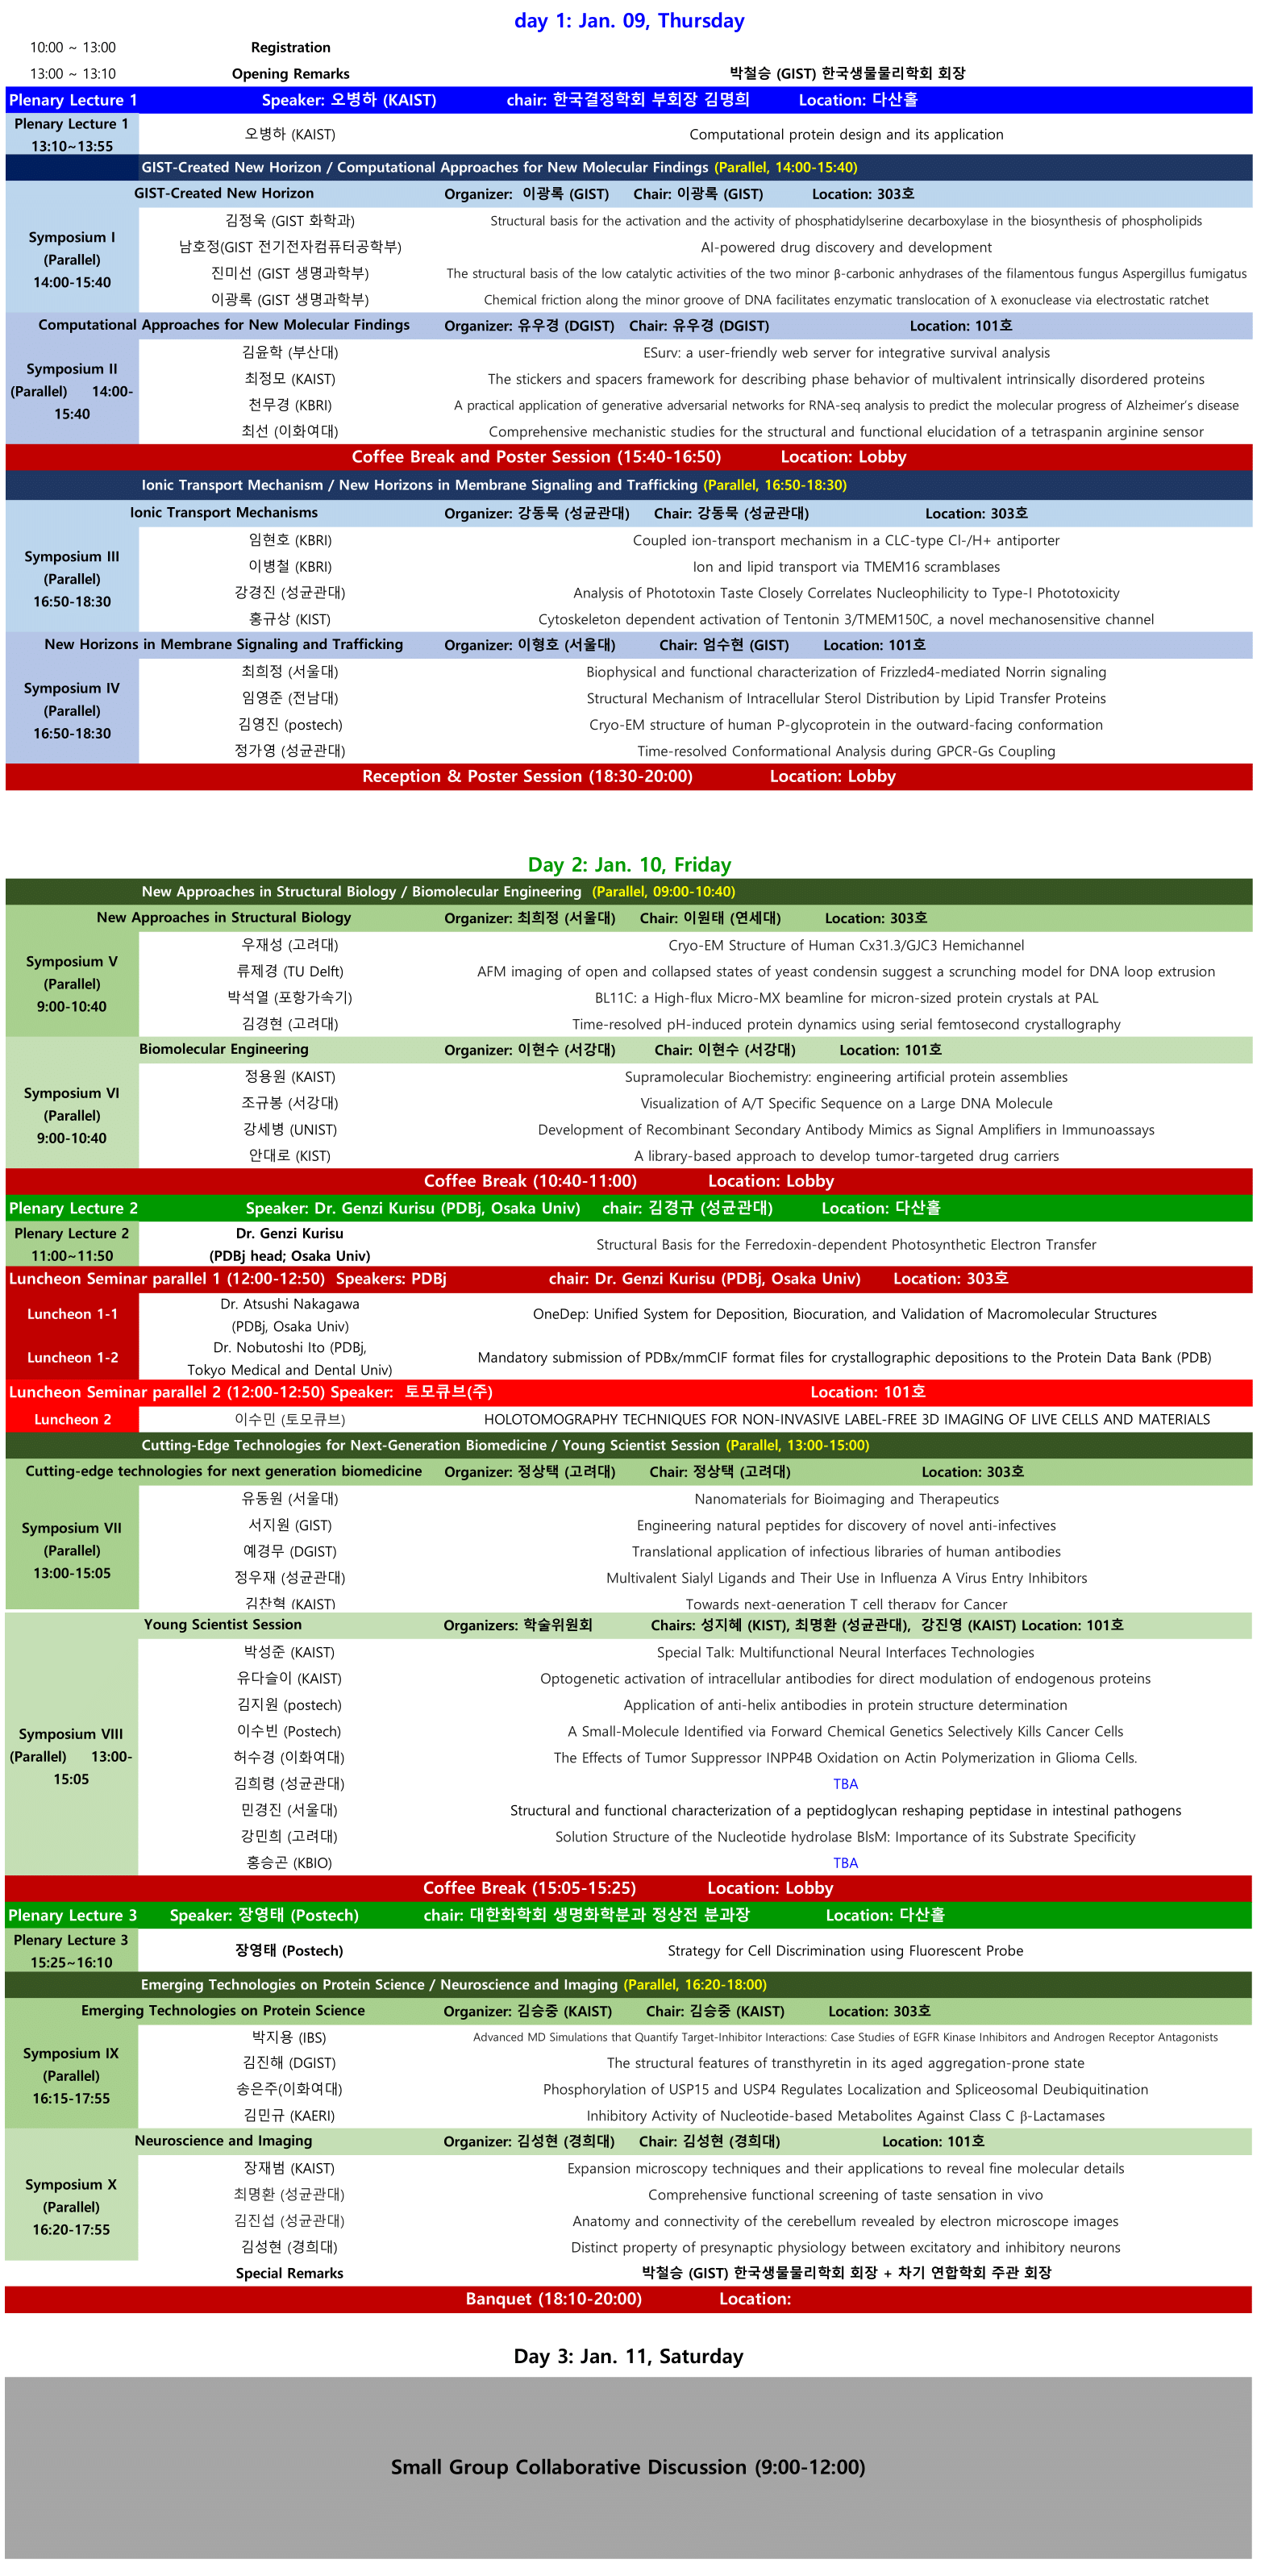 day 1: Jan. 09, Thursday
10:00 ~ 13:00 Registration
13:00 ~ 13:10 Opening Remarks 박철승 (GIST) 한국생물물리학회 회장
Plenary Lecture 1 Speaker: 오병하 (KAIST) chair: 한국결정학회 부회장 김명희 Location: 다산홀
Plenary Lecture 1
13:10~13:55 오병하 (KAIST) Computational protein design and its application
GIST-Created New Horizon / Computational Approaches for New Molecular Findings (Parallel, 14:00-15:40)
GIST-Created New Horizon Organizer: 이광록 (GIST) Chair: 이광록 (GIST) Location: 303호
Symposium I
(Parallel)
14:00-15:40
김정욱 (GIST 화학과) Structural basis for the activation and the activity of phosphatidylserine decarboxylase in the biosynthesis of phospholipids
남호정(GIST 전기전자컴퓨터공학부) AI-powered drug discovery and development
진미선 (GIST 생명과학부) The structural basis of the low catalytic activities of the two minor β-carbonic anhydrases of the filamentous fungus Aspergillus fumigatus
이광록 (GIST 생명과학부) Chemical friction along the minor groove of DNA facilitates enzymatic translocation of λ exonuclease via electrostatic ratchet
Computational Approaches for New Molecular Findings Organizer: 유우경 (DGIST) Chair: 유우경 (DGIST) Location: 101호
Symposium II
(Parallel) 14:00-
15:40
김윤학 (부산대) ESurv: a user-friendly web server for integrative survival analysis
최정모 (KAIST) The stickers and spacers framework for describing phase behavior of multivalent intrinsically disordered proteins
천무경 (KBRI) A practical application of generative adversarial networks for RNA-seq analysis to predict the molecular progress of Alzheimer's disease
최선 (이화여대) Comprehensive mechanistic studies for the structural and functional elucidation of a tetraspanin arginine sensor
Coffee Break and Poster Session (15:40-16:50) Location: Lobby
Ionic Transport Mechanism / New Horizons in Membrane Signaling and Trafficking (Parallel, 16:50-18:30)
Ionic Transport Mechanisms Organizer: 강동묵 (성균관대) Chair: 강동묵 (성균관대) Location: 303호
Symposium III
(Parallel)
16:50-18:30
임현호 (KBRI) Coupled ion-transport mechanism in a CLC-type Cl-/H+ antiporter
이병철 (KBRI) Ion and lipid transport via TMEM16 scramblases
강경진 (성균관대) Analysis of Phototoxin Taste Closely Correlates Nucleophilicity to Type-I Phototoxicity
홍규상 (KIST) Cytoskeleton dependent activation of Tentonin 3/TMEM150C, a novel mechanosensitive channel
New Horizons in Membrane Signaling and Trafficking Organizer: 이형호 (서울대) Chair: 엄수현 (GIST) Location: 101호
Symposium IV
(Parallel)
16:50-18:30
최희정 (서울대) Biophysical and functional characterization of Frizzled4-mediated Norrin signaling
임영준 (전남대) Structural Mechanism of Intracellular Sterol Distribution by Lipid Transfer Proteins
김영진 (postech) Cryo-EM structure of human P-glycoprotein in the outward-facing conformation
정가영 (성균관대) Time-resolved Conformational Analysis during GPCR-Gs Coupling
Reception & Poster Session (18:30-20:00) Location: Lobby
Day 2: Jan. 10, Friday
New Approaches in Structural Biology / Biomolecular Engineering (Parallel, 09:00-10:40)
New Approaches in Structural Biology Organizer: 최희정 (서울대) Chair: 이원태 (연세대) Location: 303호
Symposium V
(Parallel)
9:00-10:40
우재성 (고려대) Cryo-EM Structure of Human Cx31.3/GJC3 Hemichannel
류제경 (TU Delft) AFM imaging of open and collapsed states of yeast condensin suggest a scrunching model for DNA loop extrusion
박석열 (포항가속기) BL11C: a High-flux Micro-MX beamline for micron-sized protein crystals at PAL
김경현 (고려대) Time-resolved pH-induced protein dynamics using serial femtosecond crystallography
Biomolecular Engineering Organizer: 이현수 (서강대) Chair: 이현수 (서강대) Location: 101호
Symposium VI
(Parallel)
9:00-10:40
정용원 (KAIST) Supramolecular Biochemistry: engineering artificial protein assemblies
조규봉 (서강대) Visualization of A/T Specific Sequence on a Large DNA Molecule
강세병 (UNIST) Development of Recombinant Secondary Antibody Mimics as Signal Amplifiers in Immunoassays
안대로 (KIST) A library-based approach to develop tumor-targeted drug carriers
Coffee Break (10:40-11:00) Location: Lobby
Plenary Lecture 2 Speaker: Dr. Genzi Kurisu (PDBj, Osaka Univ) chair: 김경규 (성균관대) Location: 다산홀
Plenary Lecture 2
11:00~11:50
Dr. Genzi Kurisu
(PDBj head; Osaka Univ) Structural Basis for the Ferredoxin-dependent Photosynthetic Electron Transfer
Luncheon Seminar parallel 1 (12:00-12:50) Speakers: PDBj chair: Dr. Genzi Kurisu (PDBj, Osaka Univ) Location: 303호
Luncheon 1-1
Dr. Atsushi Nakagawa
(PDBj, Osaka Univ) OneDep: Unified System for Deposition, Biocuration, and Validation of Macromolecular Structures
Luncheon 1-2
Dr. Nobutoshi Ito (PDBj,
Tokyo Medical and Dental Univ) Mandatory submission of PDBx/mmCIF format files for crystallographic depositions to the Protein Data Bank (PDB)
Luncheon Seminar parallel 2 (12:00-12:50) Speaker: 토모큐브(주) Location: 101호
Luncheon 2 이수민 (토모큐브) HOLOTOMOGRAPHY TECHNIQUES FOR NON-INVASIVE LABEL-FREE 3D IMAGING OF LIVE CELLS AND MATERIALS
Cutting-Edge Technologies for Next-Generation Biomedicine / Young Scientist Session (Parallel, 13:00-15:00)
Cutting-edge technologies for next generation biomedicine Organizer: 정상택 (고려대) Chair: 정상택 (고려대) Location: 303호
Symposium VII
(Parallel)
13:00-15:05
유동원 (서울대) Nanomaterials for Bioimaging and Therapeutics
서지원 (GIST) Engineering natural peptides for discovery of novel anti-infectives
예경무 (DGIST) Translational application of infectious libraries of human antibodies
정우재 (성균관대) Multivalent Sialyl Ligands and Their Use in Influenza A Virus Entry Inhibitors
김찬혁 (KAIST) Towards next-generation T cell therapy for Cancer
Young Scientist Session Organizers: 학술위원회 Chairs: 성지혜 (KIST), 최명환 (성균관대), 강진영 (KAIST) Location: 101호
Symposium VIII
(Parallel) 13:00-
15:05
박성준 (KAIST) Special Talk: Multifunctional Neural Interfaces Technologies
유다슬이 (KAIST) Optogenetic activation of intracellular antibodies for direct modulation of endogenous proteins
김지원 (postech) Application of anti-helix antibodies in protein structure determination
이수빈 (Postech) A Small-Molecule Identified via Forward Chemical Genetics Selectively Kills Cancer Cells
허수경 (이화여대) The Effects of Tumor Suppressor INPP4B Oxidation on Actin Polymerization in Glioma Cells.
김희령 (성균관대) TBA
민경진 (서울대) Structural and functional characterization of a peptidoglycan reshaping peptidase in intestinal pathogens
강민희 (고려대) Solution Structure of the Nucleotide hydrolase BlsM: Importance of its Substrate Specificity
홍승곤 (KBIO) TBA
Coffee Break (15:05-15:25) Location: Lobby
Plenary Lecture 3 Speaker: 장영태 (Postech) chair: 대한화학회 생명화학분과 정상전 분과장 Location: 다산홀
Plenary Lecture 3
15:25~16:10 장영태 (Postech) Strategy for Cell Discrimination using Fluorescent Probe
Emerging Technologies on Protein Science / Neuroscience and Imaging (Parallel, 16:20-18:00)
Emerging Technologies on Protein Science Organizer: 김승중 (KAIST) Chair: 김승중 (KAIST) Location: 303호
Symposium IX
(Parallel)
16:15-17:55
박지용 (IBS) Advanced MD Simulations that Quantify Target-Inhibitor Interactions: Case Studies of EGFR Kinase Inhibitors and Androgen Receptor Antagonists
김진해 (DGIST) The structural features of transthyretin in its aged aggregation-prone state
송은주(이화여대) Phosphorylation of USP15 and USP4 Regulates Localization and Spliceosomal Deubiquitination
김민규 (KAERI) Inhibitory Activity of Nucleotide-based Metabolites Against Class C β-Lactamases
Neuroscience and Imaging Organizer: 김성현 (경희대) Chair: 김성현 (경희대) Location: 101호
Symposium X
(Parallel)
16:20-17:55
장재범 (KAIST) Expansion microscopy techniques and their applications to reveal fine molecular details
최명환 (성균관대) Comprehensive functional screening of taste sensation in vivo
김진섭 (성균관대) Anatomy and connectivity of the cerebellum revealed by electron microscope images
김성현 (경희대) Distinct property of presynaptic physiology between excitatory and inhibitory neurons
Special Remarks 박철승 (GIST) 한국생물물리학회 회장 + 차기 연합학회 주관 회장
Banquet (18:10-20:00) Location:
Day 3: Jan. 11, Saturday
Small Group Collaborative Discussion (9:00-12:00)